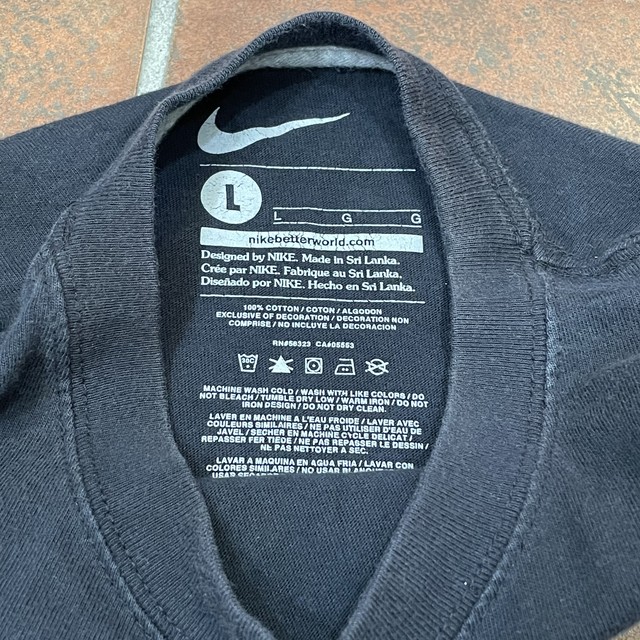 L
L G G
nikebetterworld.com
Designed by NIKE. Made in Sri Lanka.
Crée par NIKE. Fabrique au Sri Lanka.
Diseñado por NIKE. Hecho en Sri Lanka.
100% COTTON / COTON / ALGODON
EXCLUSIVE OF DECORATION / DECORATION NON
COMPRISE / NO INCLUYE LA DECORACION
RN#56323 CA#05553
30C
MACHINE WASH COLD / WASH WITH LIKE COLORS / DO
NOT BLEACH / TUMBLE DRY LOW / WARM IRON / DO NOT
IRON DESIGN / DO NOT DRY CLEAN.
LAVER EN MACHINE A L'EAU FROIDE / LAVER AVEC
COULEURS SIMILAIRES / NE PAS UTILISER D'EAU DE
JAVEL / SECHER EN MACHINE CYCLE DELICAT /
REPASSER FER TIEDE / NE PAS REPASSER LE DESSIN /
NE PAS NETTOYER A SEC.
LAVAR A MAQUINA EN AGUA FRIA / LAVAR CON
COLORES SIMILARES / NO USAR BLANQUEADOR
USAR SECADORA